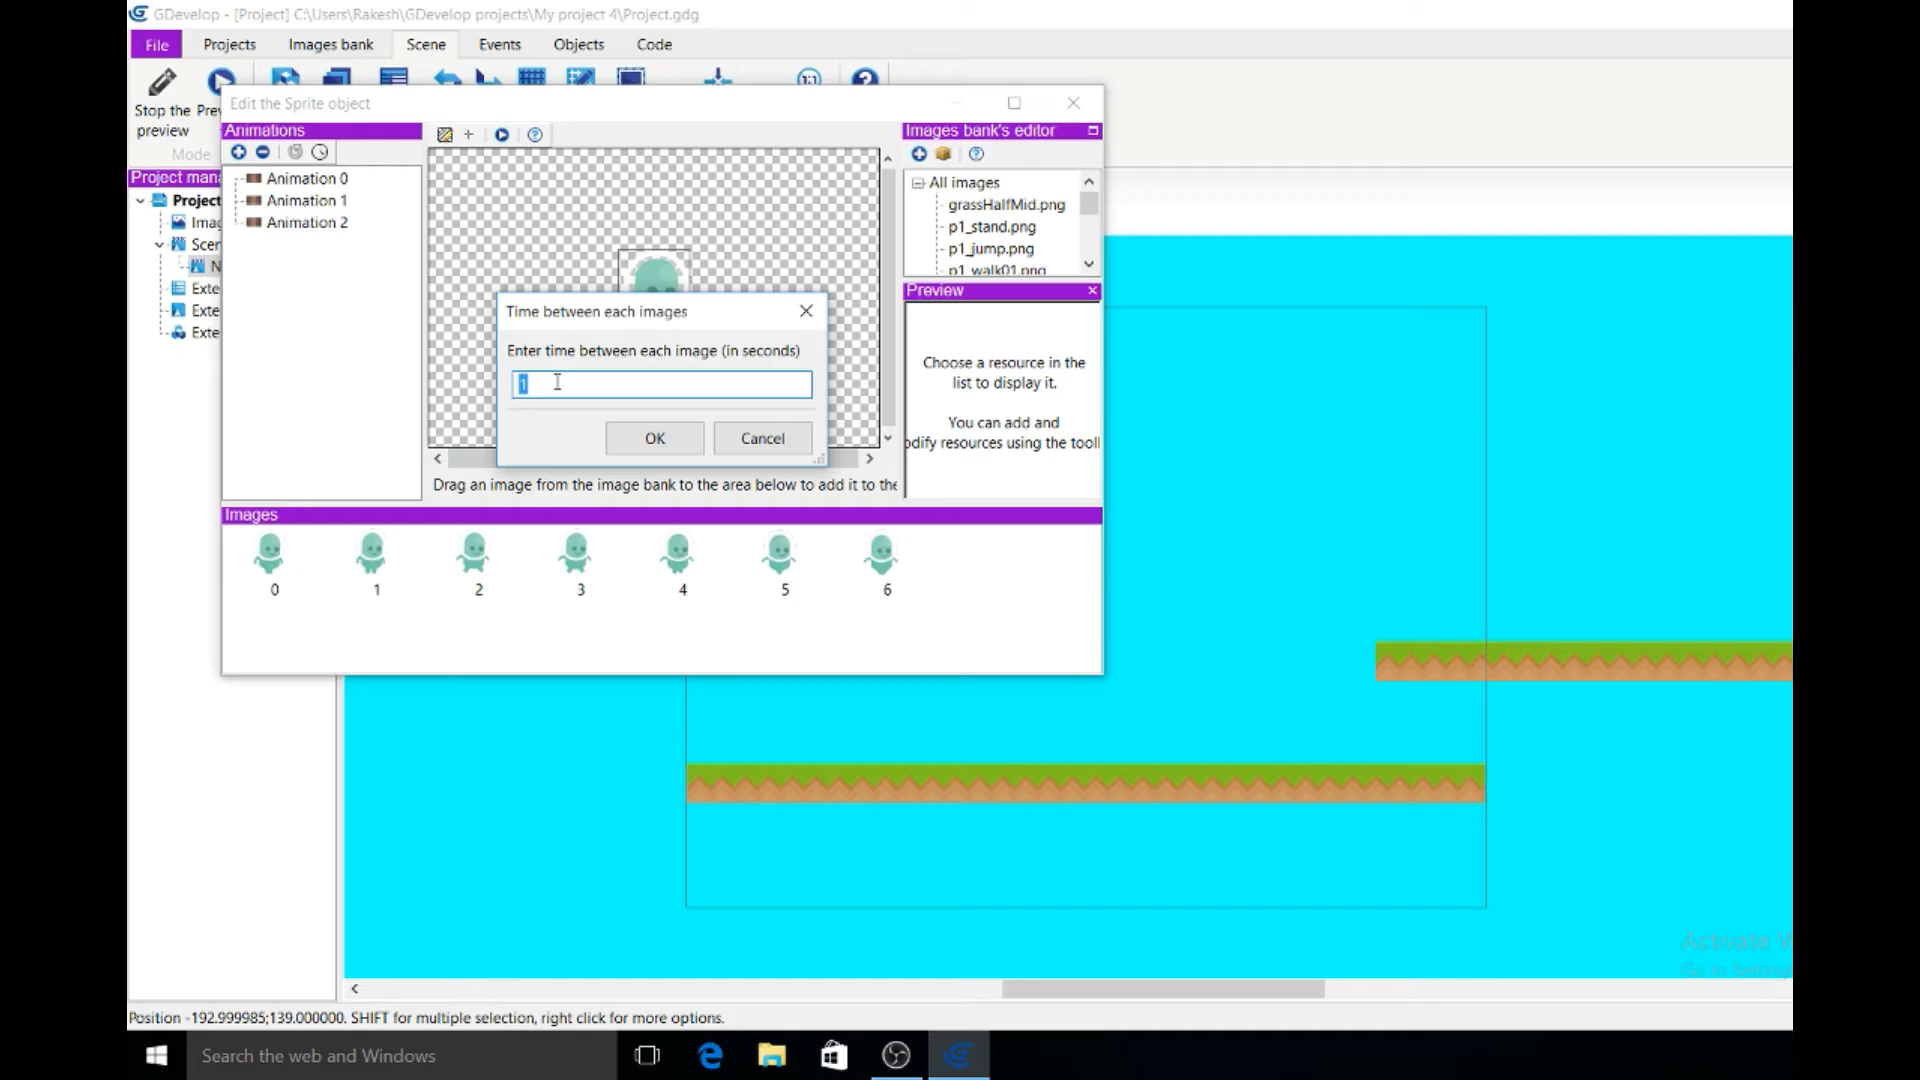 GDevelop - [Project] C:\Users\Rakesh\GDevelop projects\My project 4\Project.gdg
File Projects Images bank Scene Events Objects Code
1:1
Stop the
preview
Mode
Edit the Sprite object
Animations
Animation 0
Animation 1
Animation 2
Images bank's editor
All images
grassHalfMid.png
p1_stand.png
p1_jump.png
p1_walk01.png
Preview
Choose a resource in the
list to display it.
You can add and
Project
Time between each images
Enter time between each image (in seconds)
1
OK Cancel
Drag an image from the image bank to the area below to add it to the
Images
0 1 2 3 4 5 6
Activate
Position -192.999985;139.000000. SHIFT for multiple selection, right click for more options.
Search the web and Windows